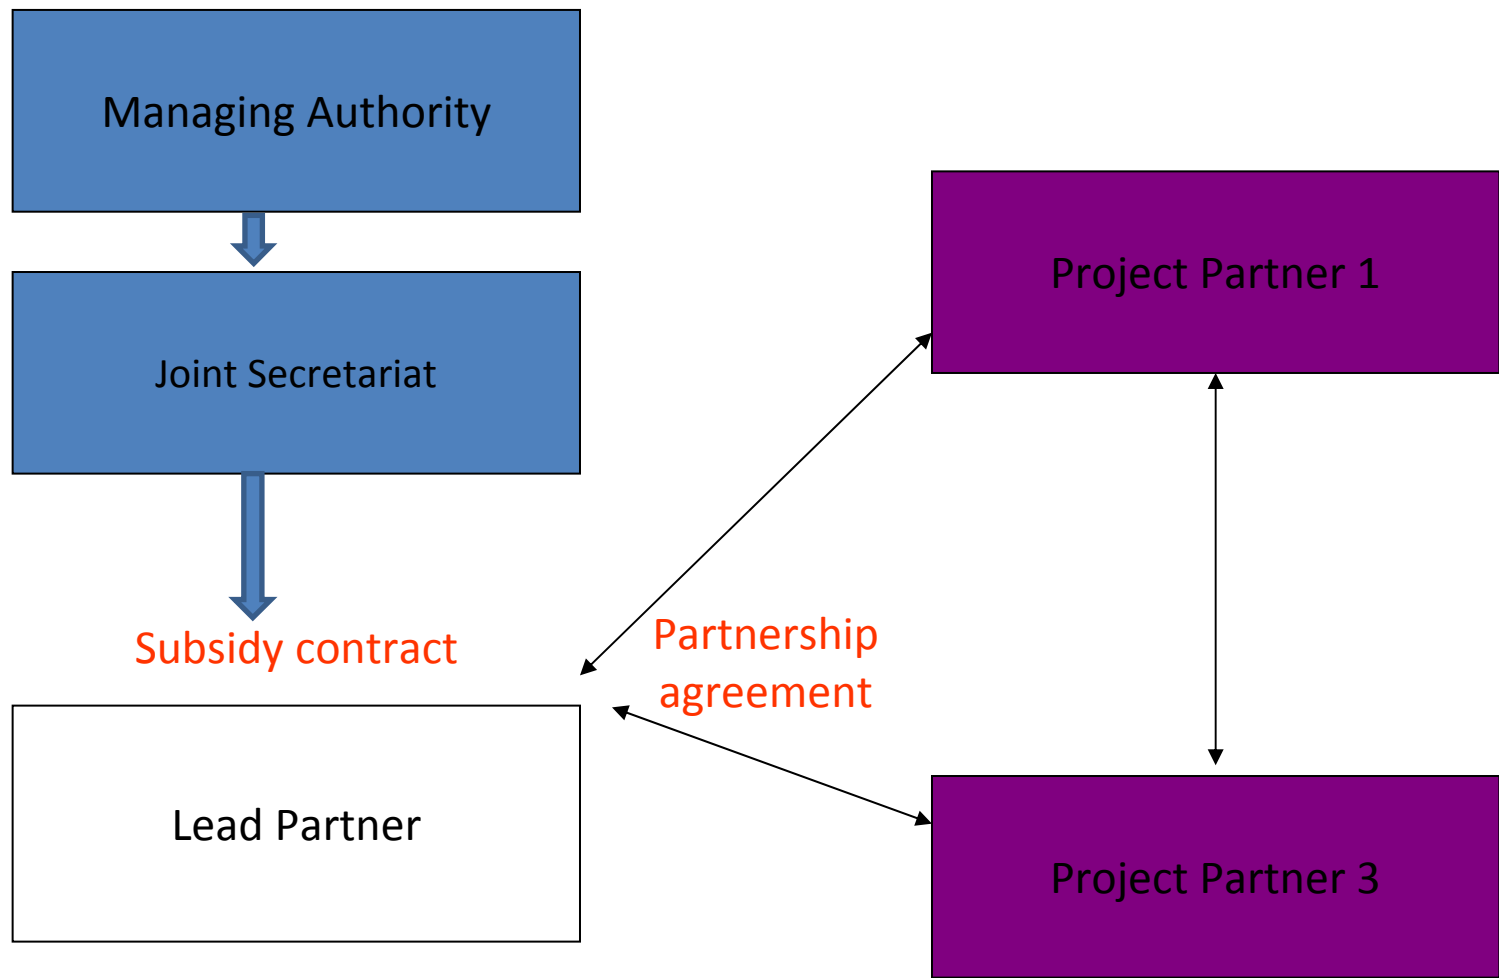 Managing Authority
Joint Secretariat
Subsidy contract
Lead Partner
Partnership
agreement
Project Partner 1
Project Partner 3